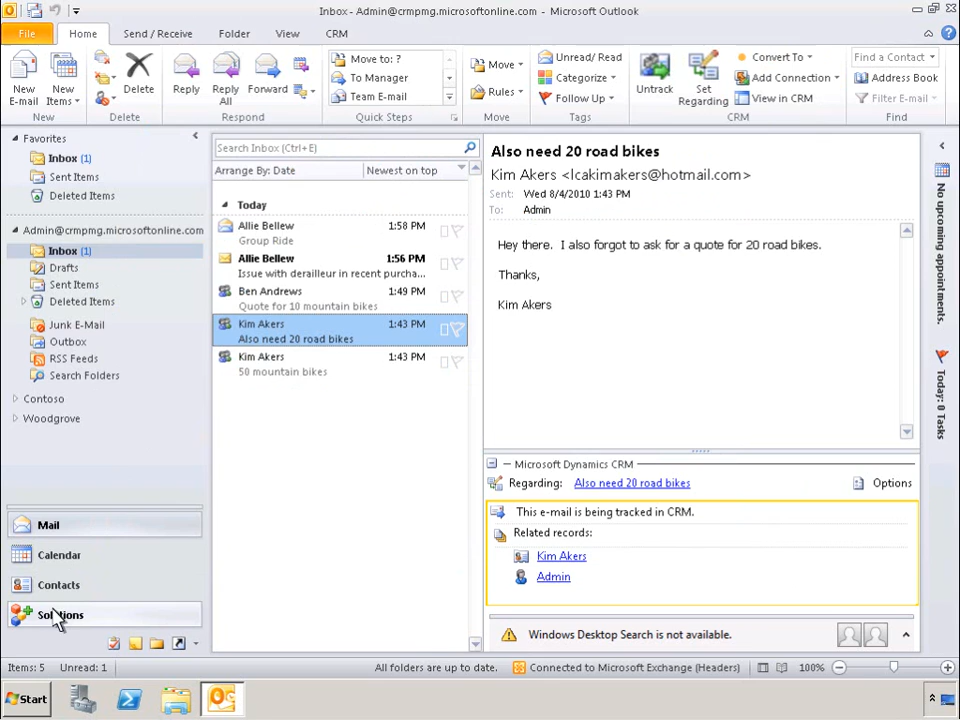 Inbox - Admin@crmpmg.microsoftonline.com - Microsoft Outlook
File Home Send / Receive Folder View CRM
New E-mail
New Items
New
Delete
Delete
Reply
Reply All
Forward
Respond
Move to: ?
To Manager
Team E-mail
Quick Steps
Move
Rules
Move
Unread/ Read
Categorize
Follow Up
Tags
Untrack
Set Regarding
Convert To
Add Connection
View in CRM
CRM
Find a Contact
Address Book
Filter E-mail
Find
Favorites
Inbox (1)
Sent Items
Deleted Items
Admin@crmpmg.microsoftonline.com
Inbox (1)
Drafts
Sent Items
Deleted Items
Junk E-Mail
Outbox
RSS Feeds
Search Folders
Contoso
Woodgrove
Mail
Calendar
Contacts
Solutions
Search Inbox (Ctrl+E)
Arrange By: Date Newest on top
Today
Allie Bellew 1:58 PM
Group Ride
Allie Bellew 1:56 PM
Issue with derailleur in recent purcha...
Ben Andrews 1:49 PM
Quote for 10 mountain bikes
Kim Akers 1:43 PM
Also need 20 road bikes
Kim Akers 1:43 PM
50 mountain bikes
Also need 20 road bikes
Kim Akers <lcakimakers@hotmail.com>
Sent: Wed 8/4/2010 1:43 PM
To: Admin
Hey there. I also forgot to ask for a quote for 20 road bikes.
Thanks,
Kim Akers
Microsoft Dynamics CRM
Regarding: Also need 20 road bikes Options
This e-mail is being tracked in CRM.
Related records:
Kim Akers
Admin
Windows Desktop Search is not available.
No upcoming appointments.
Today: 0 Tasks
Items: 5 Unread: 1 All folders are up to date. Connected to Microsoft Exchange (Headers) 100%
Start